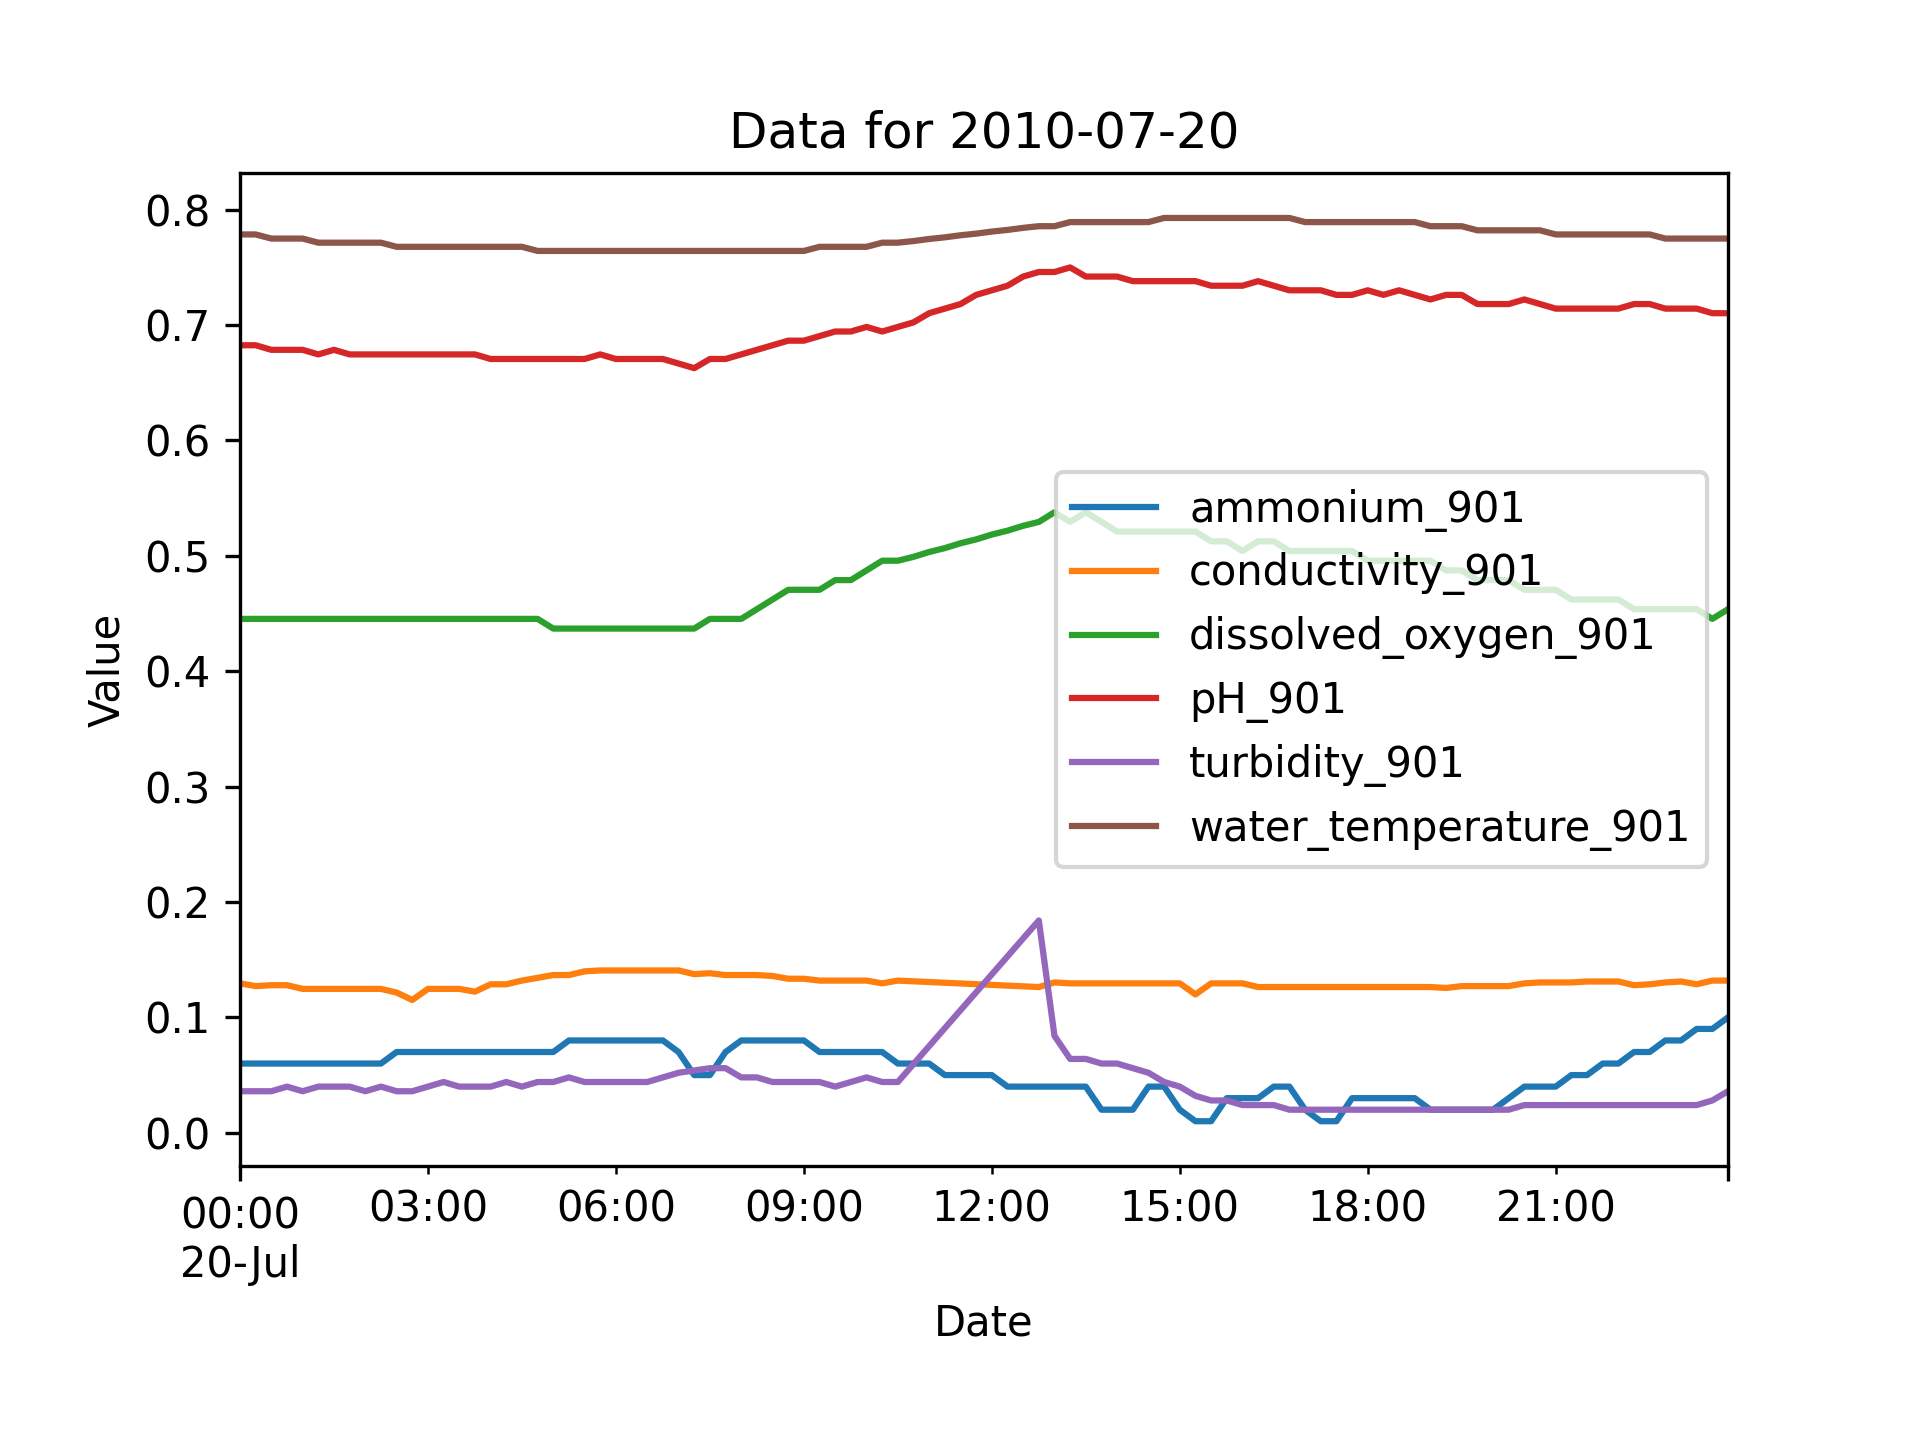 Data for 2010-07-20
0.8
0.7
0.6
0.5
0.4
0.3
0.2
0.1
0.0
Value
ammonium_901
conductivity_901
dissolved_oxygen_901
pH_901
turbidity_901
water_temperature_901
00:00 03:00 06:00 09:00 12:00 15:00 18:00 21:00
20-Jul
Date